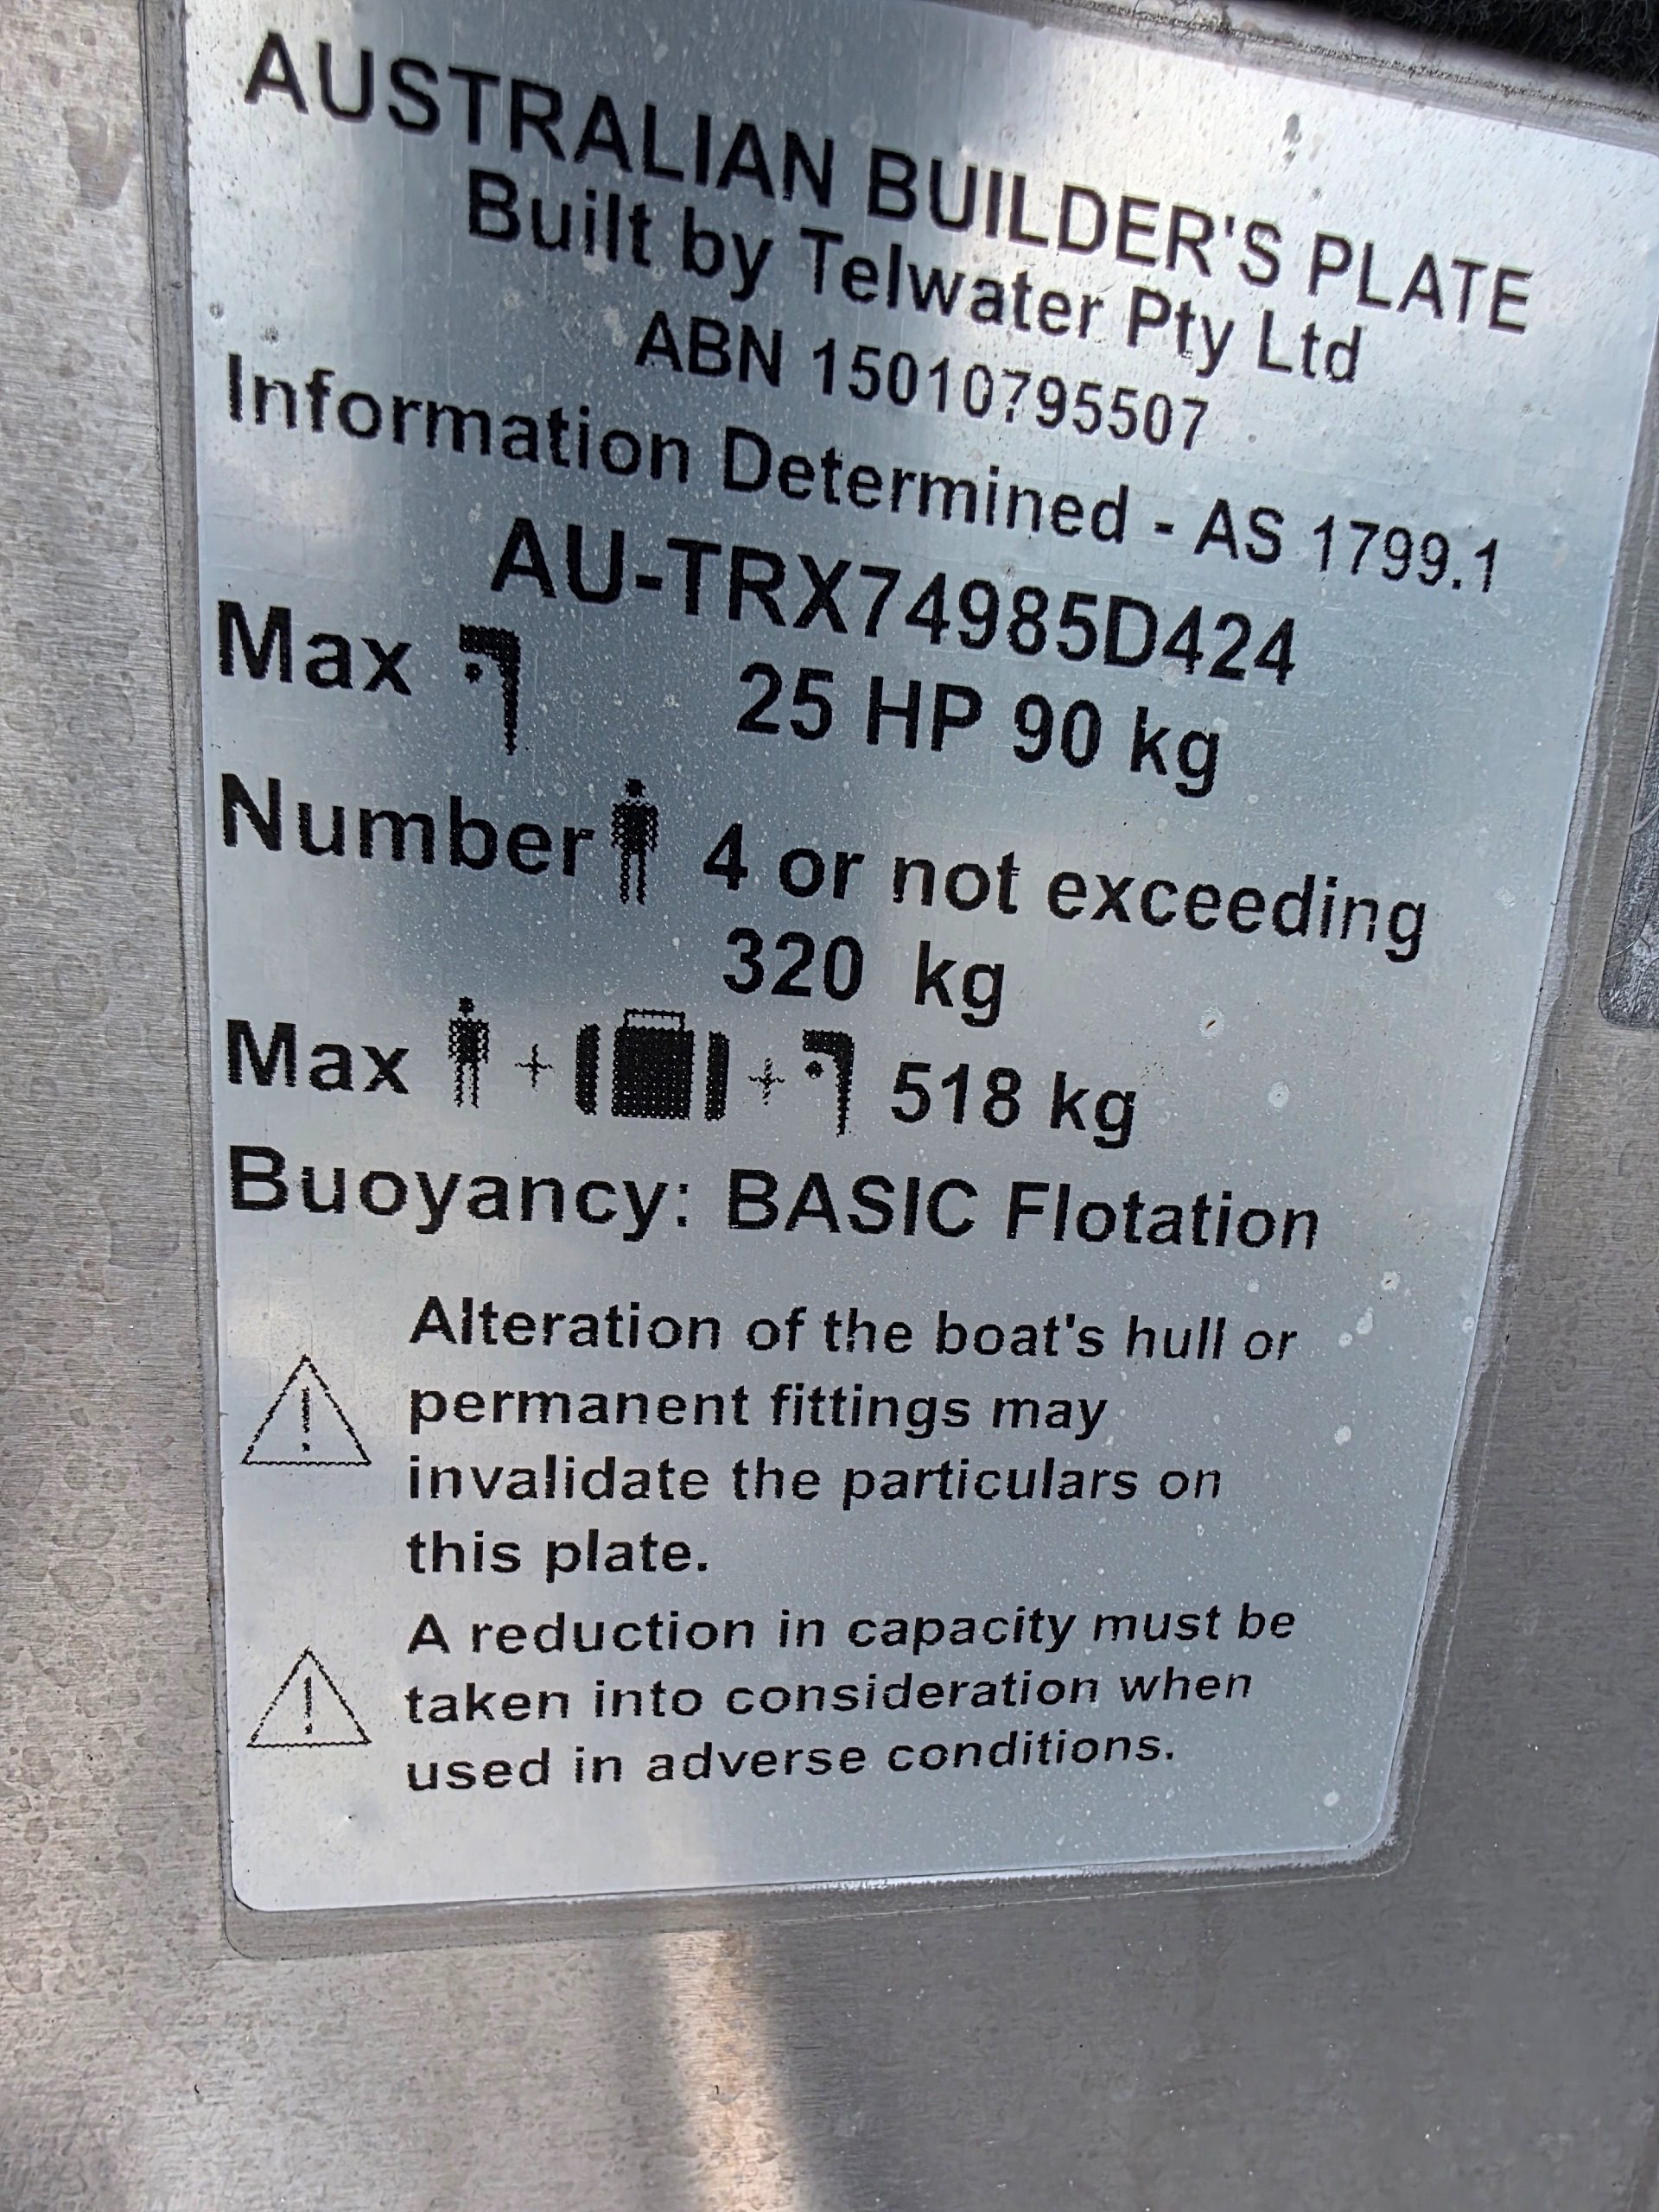 AUSTRALIAN BUILDER'S PLATE
Built by Telwater Pty Ltd
ABN 15010795507
Information Determined - AS 1799.1
AU-TRX74985D424
Max 25 HP 90 kg
Number 4 or not exceeding
320 kg
Max + + 518 kg
Buoyancy: BASIC Flotation
Alteration of the boat's hull or
permanent fittings may
invalidate the particulars on
this plate.
A reduction in capacity must be
taken into consideration when
used in adverse conditions.